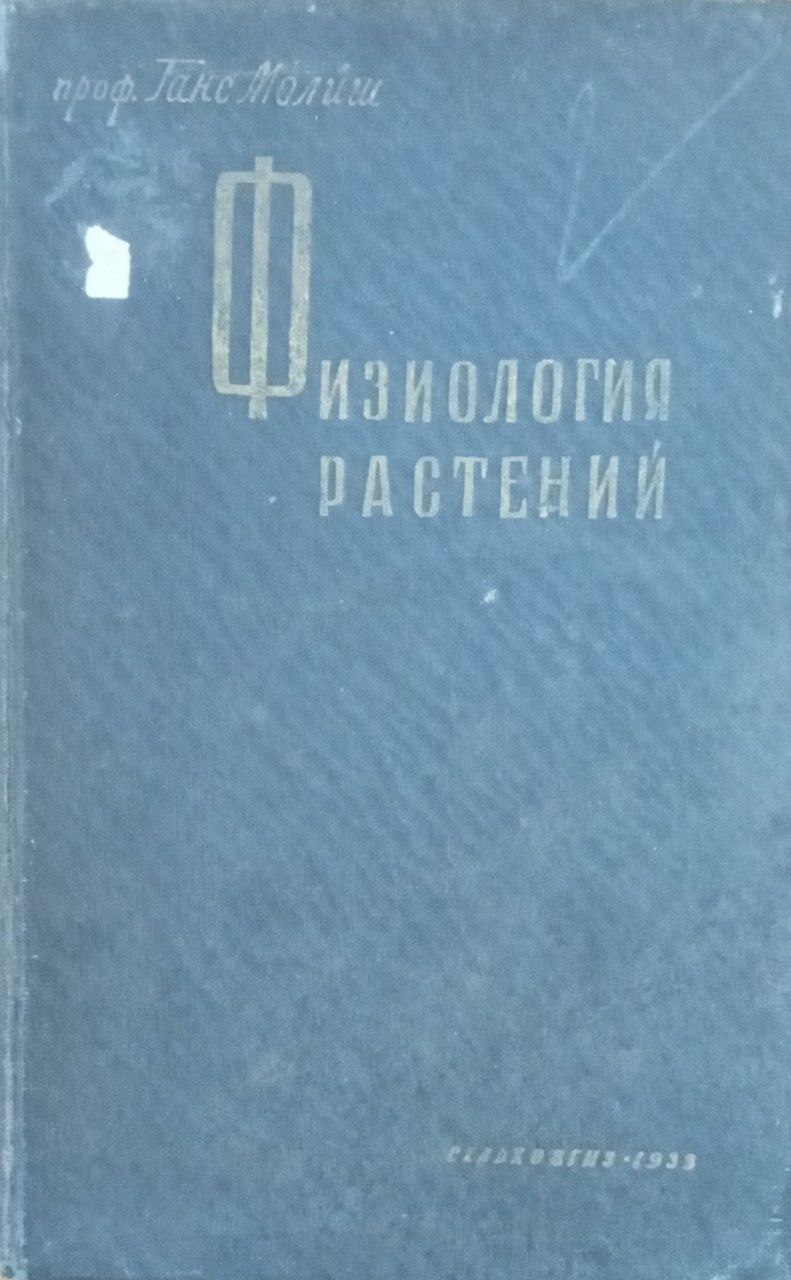 проф. Ганс Молиш
Физиология
растений
СЕЛЬХОЗГИЗ • 1933